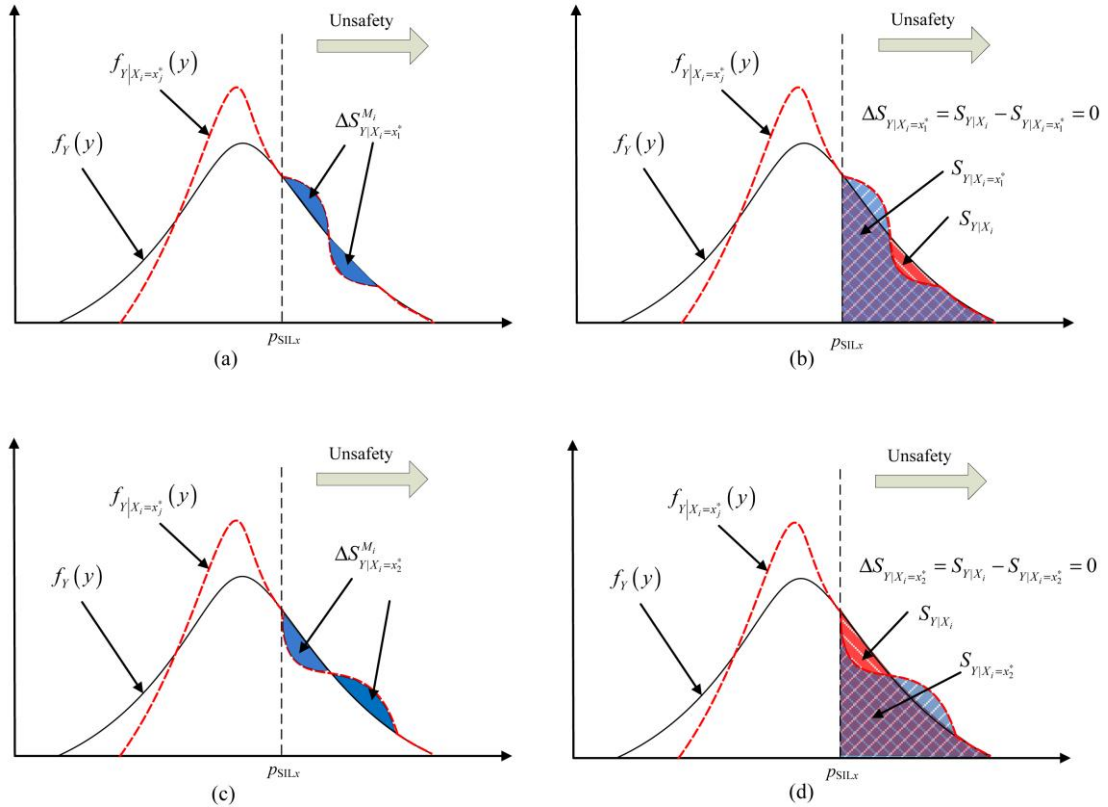 Unsafety
f_{Y|X_i=x_j^*}(y)
ΔS^{M_i}_{Y|X_i=x_1^*}
f_Y(y)
p_{SILx}
(a)
Unsafety
f_{Y|X_i=x_j^*}(y)
ΔS_{Y|X_i=x_1^*} = S_{Y|X_i} − S_{Y|X_i=x_1^*} = 0
f_Y(y)
S_{Y|X_i=x_1^*}
S_{Y|X_i}
p_{SILx}
(b)
Unsafety
f_{Y|X_i=x_j^*}(y)
ΔS^{M_i}_{Y|X_i=x_2^*}
f_Y(y)
p_{SILx}
(c)
Unsafety
f_{Y|X_i=x_j^*}(y)
ΔS_{Y|X_i=x_2^*} = S_{Y|X_i} − S_{Y|X_i=x_2^*} = 0
f_Y(y)
S_{Y|X_i}
S_{Y|X_i=x_2^*}
p_{SILx}
(d)